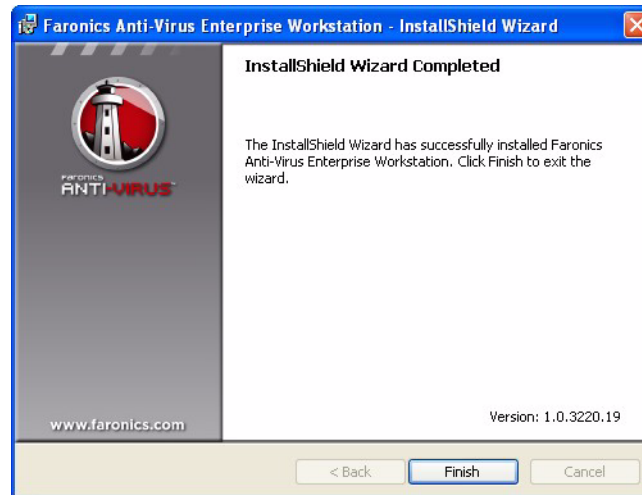 Faronics Anti-Virus Enterprise Workstation - InstallShield Wizard
InstallShield Wizard Completed
The InstallShield Wizard has successfully installed Faronics
Anti-Virus Enterprise Workstation. Click Finish to exit the
wizard.
FARONICS
ANTI-VIRUS
www.faronics.com
Version: 1.0.3220.19
< Back
Finish
Cancel